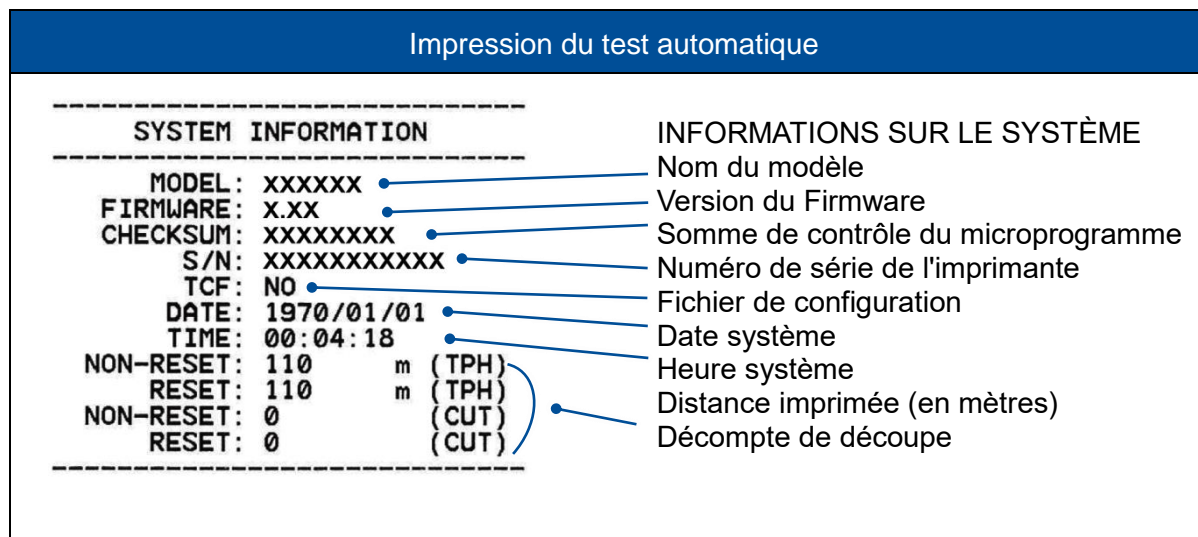 Impression du test automatique
SYSTEM INFORMATION
MODEL: XXXXXX
FIRMWARE: X.XX
CHECKSUM: XXXXXXXX
S/N: XXXXXXXXXXX
TCF: NO
DATE: 1970/01/01
TIME: 00:04:18
NON-RESET: 110 m (TPH)
RESET: 110 m (TPH)
NON-RESET: 0 (CUT)
RESET: 0 (CUT)
INFORMATIONS SUR LE SYSTÈME
Nom du modèle
Version du Firmware
Somme de contrôle du microprogramme
Numéro de série de l'imprimante
Fichier de configuration
Date système
Heure système
Distance imprimée (en mètres)
Décompte de découpe